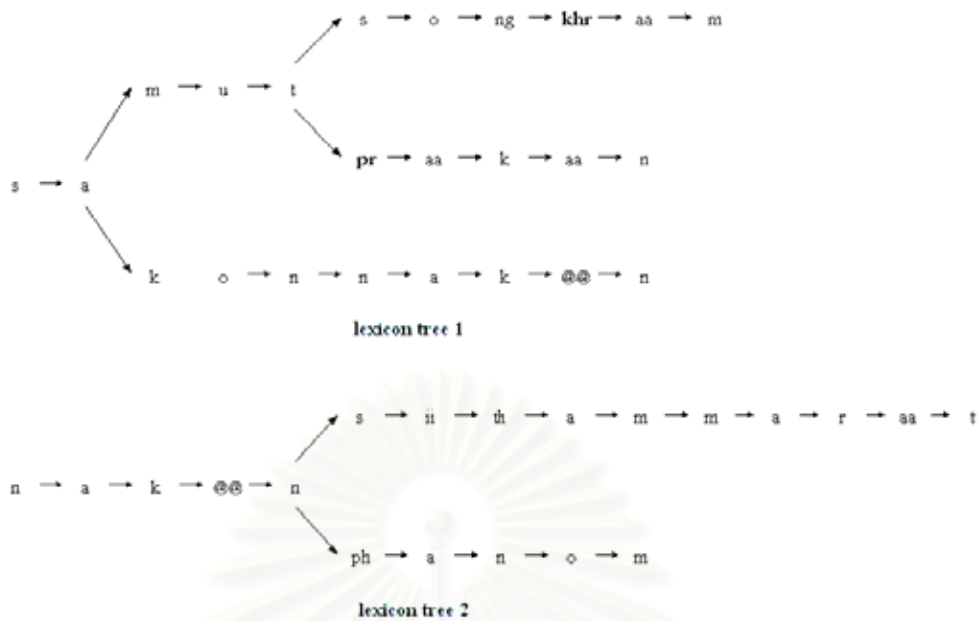 s → o → ng → khr → aa → m
m → u → t
pr → aa → k → aa → n
s → a
k o → n → n → a → k → @@ → n
lexicon tree 1
s → ii → th → a → m → m → a → r → aa → t
n → a → k → @@ → n
ph → a → n → o → m
lexicon tree 2